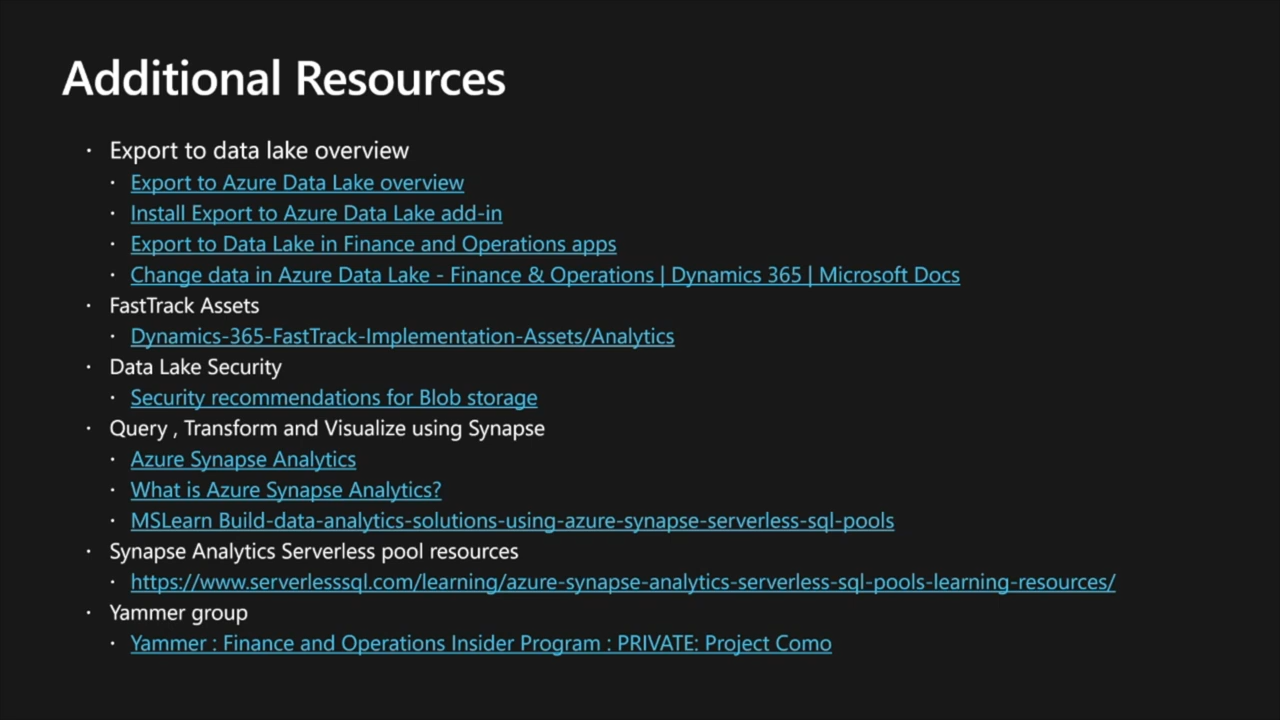 Additional Resources
· Export to data lake overview
· Export to Azure Data Lake overview
· Install Export to Azure Data Lake add-in
· Export to Data Lake in Finance and Operations apps
· Change data in Azure Data Lake - Finance & Operations | Dynamics 365 | Microsoft Docs
· FastTrack Assets
· Dynamics-365-FastTrack-Implementation-Assets/Analytics
· Data Lake Security
· Security recommendations for Blob storage
· Query , Transform and Visualize using Synapse
· Azure Synapse Analytics
· What is Azure Synapse Analytics?
· MSLearn Build-data-analytics-solutions-using-azure-synapse-serverless-sql-pools
· Synapse Analytics Serverless pool resources
· https://www.serverlesssql.com/learning/azure-synapse-analytics-serverless-sql-pools-learning-resources/
· Yammer group
· Yammer : Finance and Operations Insider Program : PRIVATE: Project Como